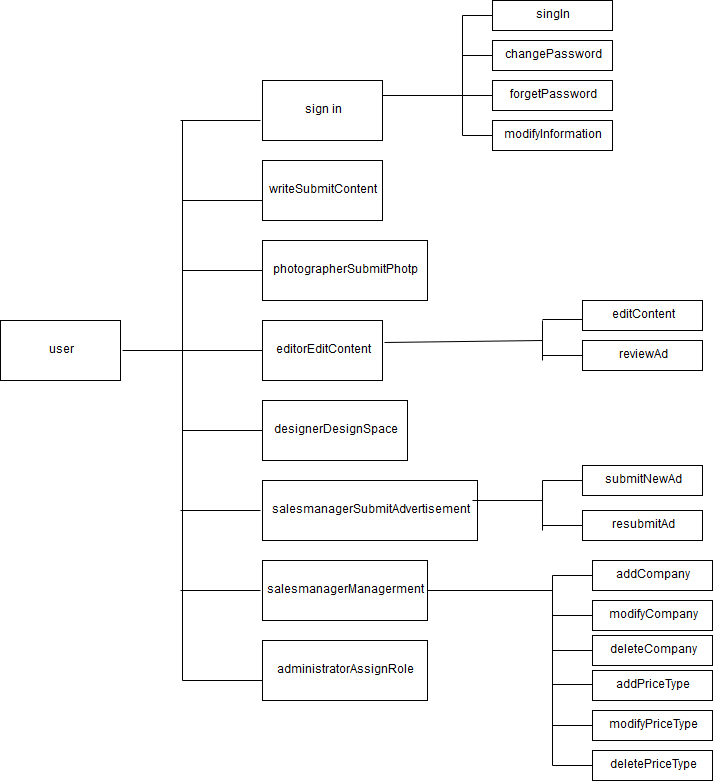 singIn
changePassword
sign in
forgetPassword
modifyInformation
writeSubmitContent
photographerSubmitPhotp
editContent
user
editorEditContent
reviewAd
designerDesignSpace
submitNewAd
salesmanagerSubmitAdvertisement
resubmitAd
addCompany
salesmanagerManagerment
modifyCompany
deleteCompany
administratorAssignRole
addPriceType
modifyPriceType
deletePriceType